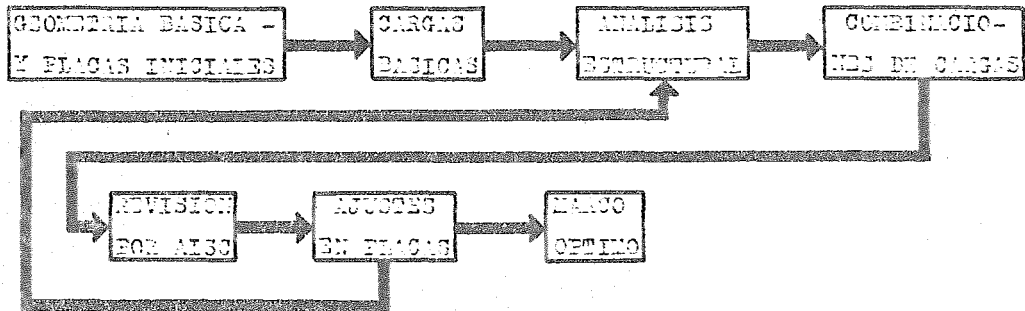 GEOMETRIA BASICA -
Y PLACAS INICIALES
CARGAS
BASICAS
ANALISIS
ESTRUCTURAL
COMBINACIO-
NES DE CARGAS
REVISION
POR AISC
AJUSTES
EN PLACAS
MARCO
OPTIMO